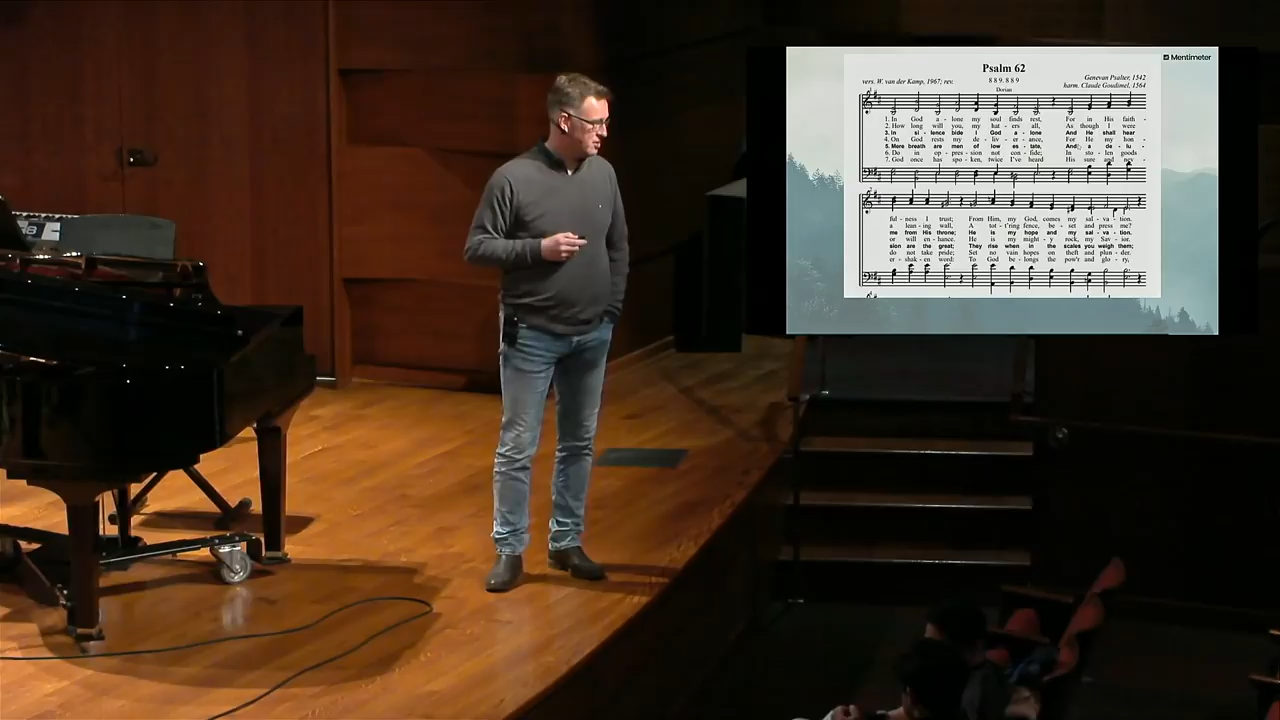 Mentimeter
Psalm 62
8 8 9. 8 8 9
vers. W. van der Kamp, 1967; rev.
Genevan Psalter, 1542
Dorian
harm. Claude Goudimel, 1564
1. In God a - lone my soul finds rest, For in His faith -
2. How long will you, my hat - ers all, As though I were
3. In si - lence bide I God a - lone And He shall hear
4. On God rests my de - liv - er - ance, For He my hon -
5. Mere breath are men of low es - tate, And a de - lu -
6. Do in op - pres - sion not con - fide; In sto - len goods
7. God once has spo - ken, twice I've heard His sure and nev -
ful - ness I trust; From Him, my God, comes my sal - va - tion.
a lean - ing wall, A tot - t'ring fence, be - set and press me?
me from His throne; He is my hope and my sal - va - tion.
or will en - hance. He is my might - y rock, my Sav - ior.
sion are the great; They rise when in the scales you weigh them;
do not take pride; Set no vain hopes on theft and plun - der.
er - shak - en word: To God be - longs the pow'r and glo - ry,